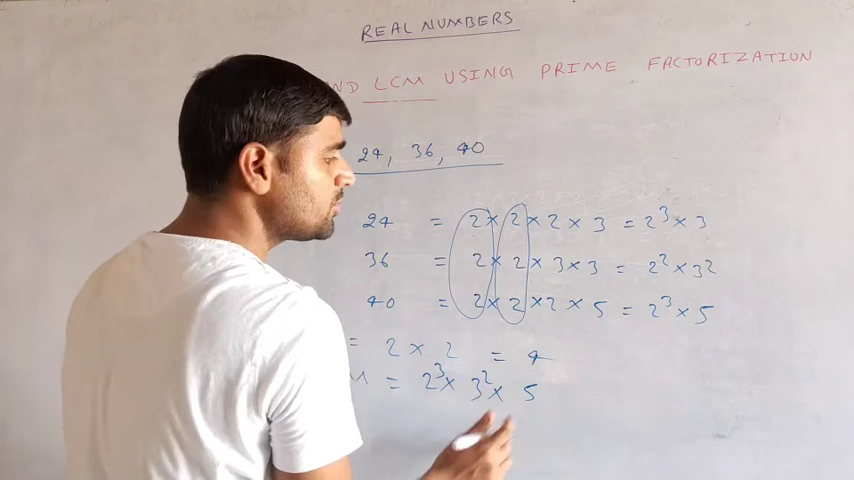 REAL NUMBERS
AND LCM USING PRIME FACTORIZATION
24, 36, 40
24 = 2 × 2 × 2 × 3 = 2³ × 3
36 = 2 × 2 × 3 × 3 = 2² × 3²
40 = 2 × 2 × 2 × 5 = 2³ × 5
= 2 × 2 = 4
= 2³ × 3² × 5